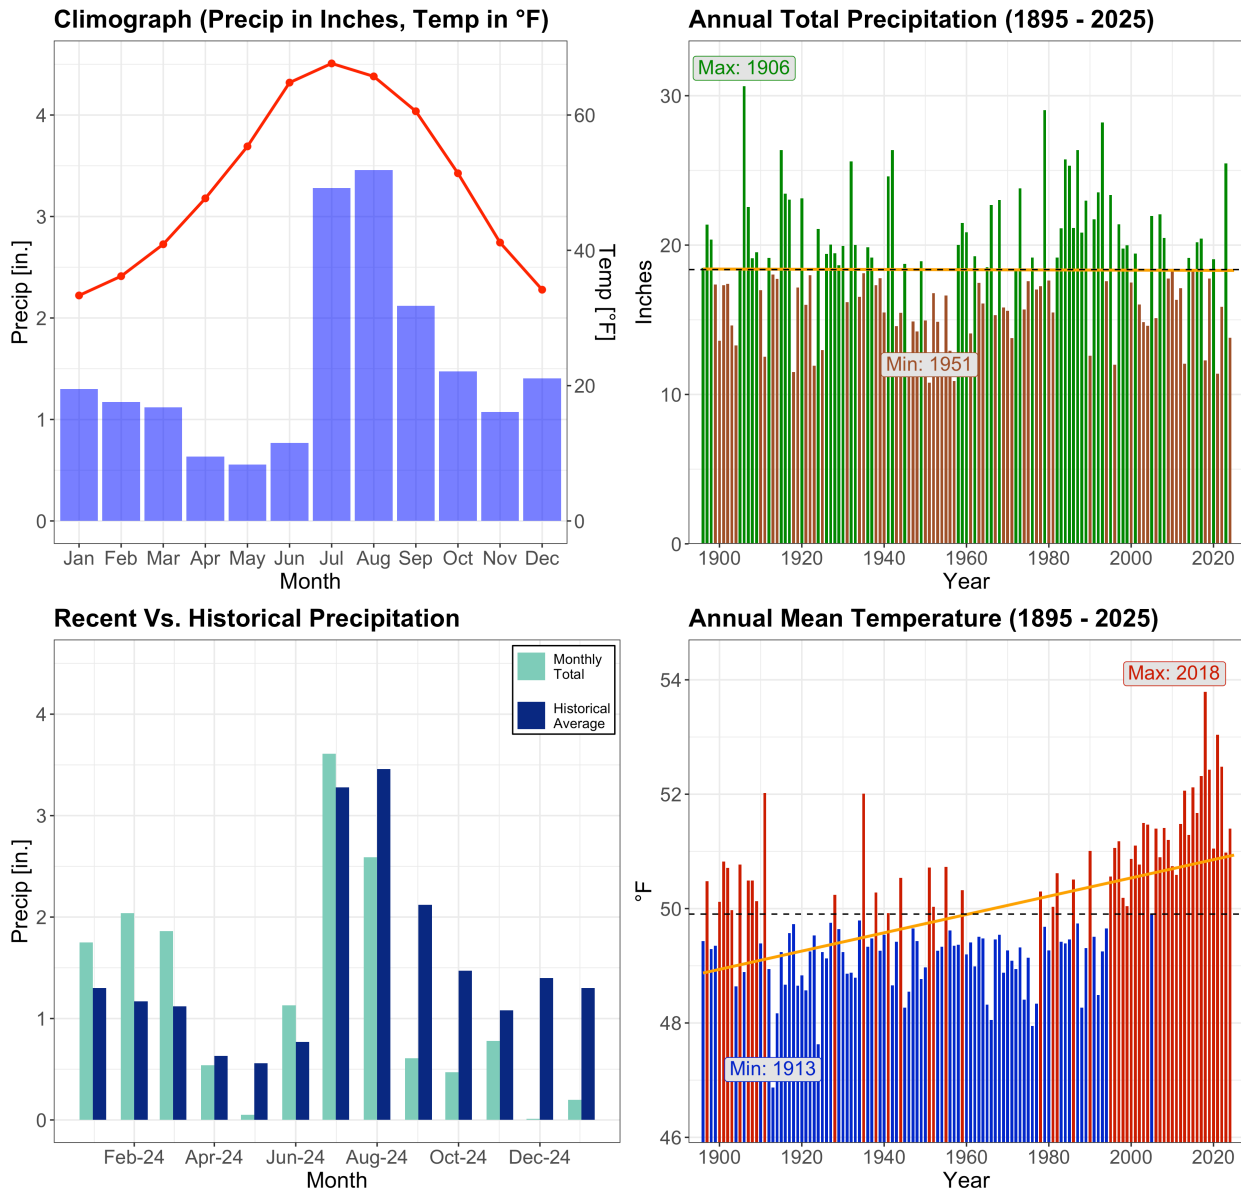 Climograph (Precip in Inches, Temp in °F)
Precip [in.]
4
3
2
1
0
60
40
20
0
Temp [°F]
Jan Feb Mar Apr May Jun Jul Aug Sep Oct Nov Dec
Month
Annual Total Precipitation (1895 - 2025)
Inches
30
20
10
0
Max: 1906
Min: 1951
1900 1920 1940 1960 1980 2000 2020
Year
Recent Vs. Historical Precipitation
Precip [in.]
4
3
2
1
0
Monthly
Total
Historical
Average
Feb-24 Apr-24 Jun-24 Aug-24 Oct-24 Dec-24
Month
Annual Mean Temperature (1895 - 2025)
°F
54
52
50
48
46
Max: 2018
Min: 1913
1900 1920 1940 1960 1980 2000 2020
Year